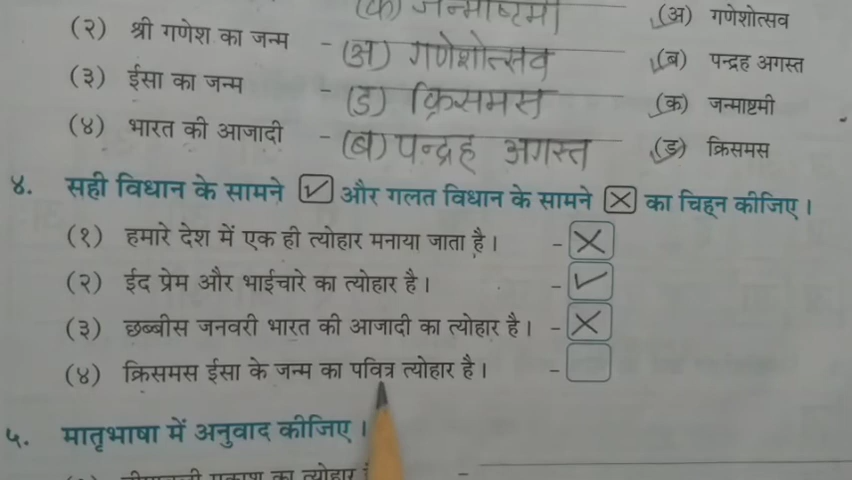 (क) जन्माष्टमी (अ) गणेशोत्सव
(२) श्री गणेश का जन्म - (अ) गणेशोत्सव (ब) पन्द्रह अगस्त
(३) ईसा का जन्म - (ड) क्रिसमस (क) जन्माष्टमी
(४) भारत की आजादी - (ब) पन्द्रह अगस्त (ड) क्रिसमस
४. सही विधान के सामने ✓ और गलत विधान के सामने ✗ का चिह्न कीजिए।
(१) हमारे देश में एक ही त्योहार मनाया जाता है। - ✗
(२) ईद प्रेम और भाईचारे का त्योहार है। - ✓
(३) छब्बीस जनवरी भारत की आजादी का त्योहार है। - ✗
(४) क्रिसमस ईसा के जन्म का पवित्र त्योहार है। -
५. मातृभाषा में अनुवाद कीजिए।
का त्योहार